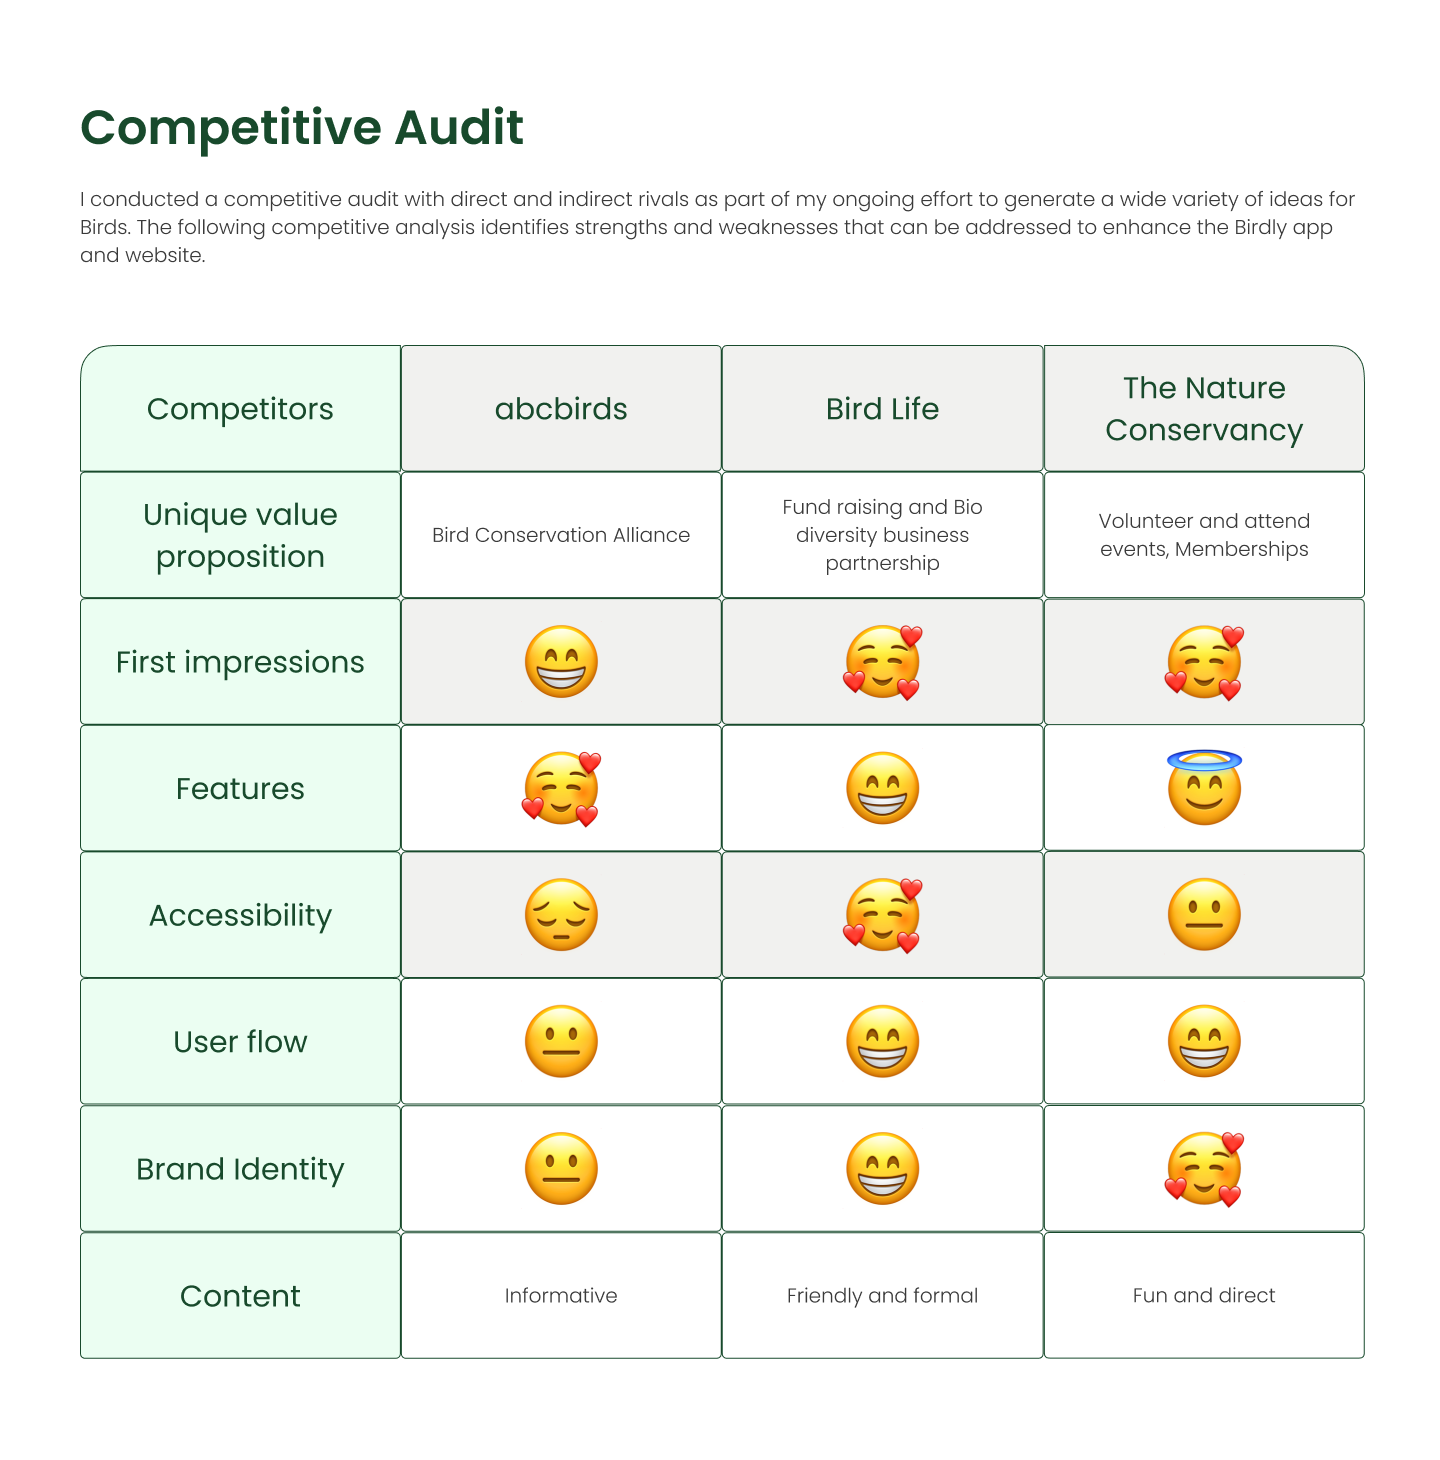 Competitive Audit
I conducted a competitive audit with direct and indirect rivals as part of my ongoing effort to generate a wide variety of ideas for
Birds. The following competitive analysis identifies strengths and weaknesses that can be addressed to enhance the Birdly app
and website.
Competitors
abcbirds
Bird Life
The Nature
Conservancy
Unique value
proposition
Bird Conservation Alliance
Fund raising and Bio
diversity business
partnership
Volunteer and attend
events, Memberships
First impressions
Features
Accessibility
User flow
Brand Identity
Content
Informative
Friendly and formal
Fun and direct